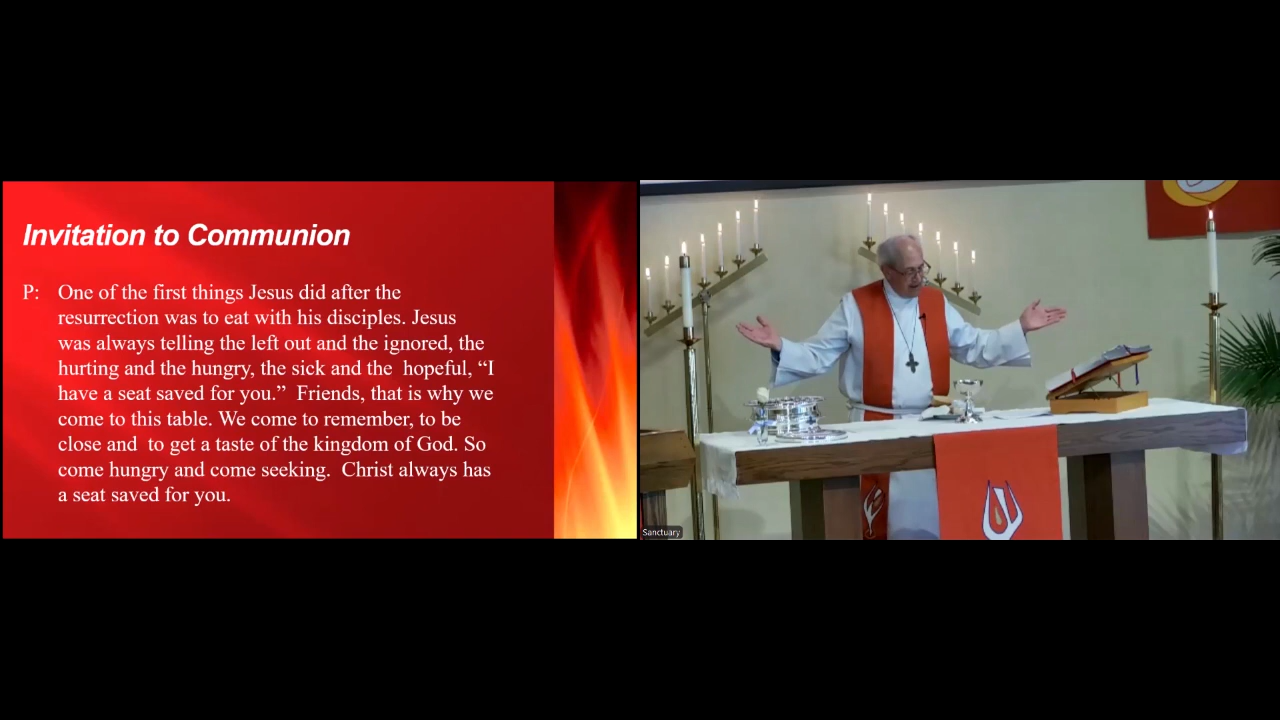 Invitation to Communion
P: One of the first things Jesus did after the
resurrection was to eat with his disciples. Jesus
was always telling the left out and the ignored, the
hurting and the hungry, the sick and the  hopeful, “I
have a seat saved for you.”  Friends, that is why we
come to this table. We come to remember, to be
close and  to get a taste of the kingdom of God. So
come hungry and come seeking.  Christ always has
a seat saved for you.
Sanctuary